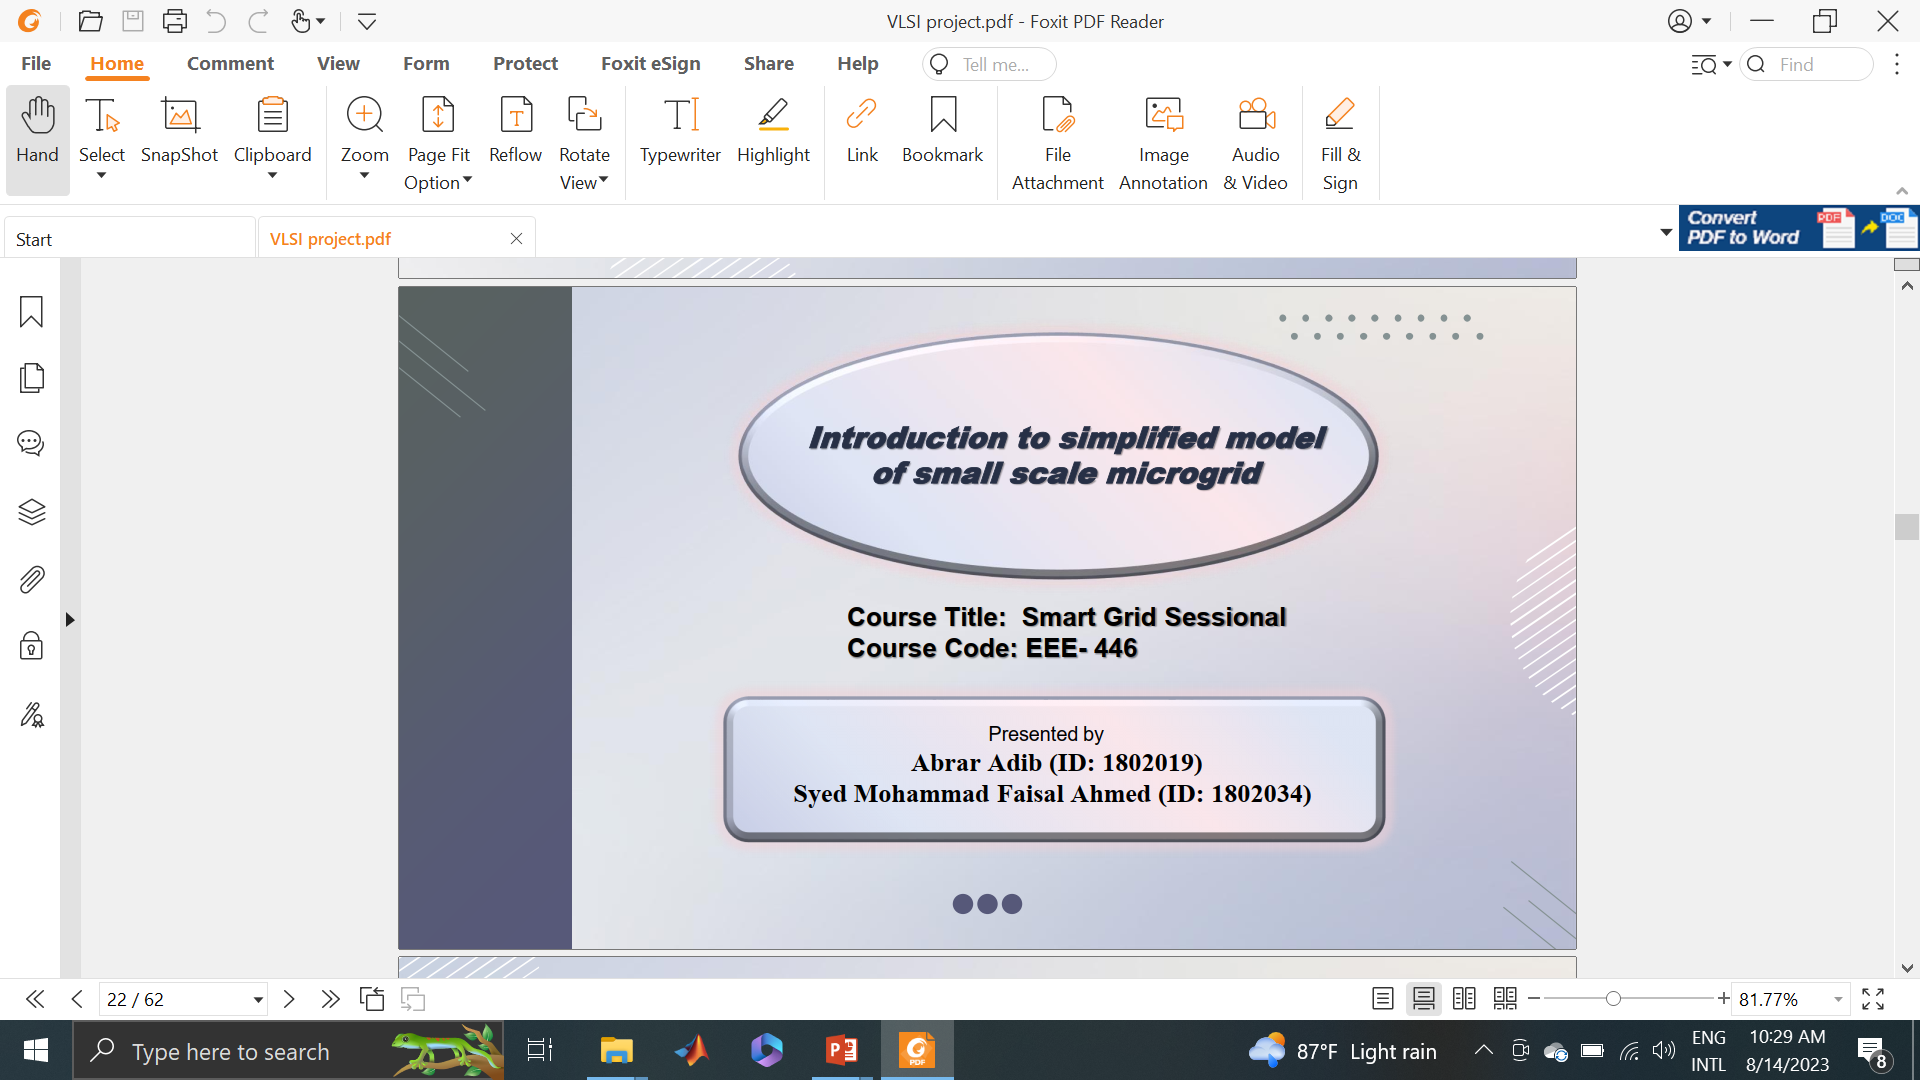 VLSI project.pdf - Foxit PDF Reader
File Home Comment View Form Protect Foxit eSign Share Help Tell me... Find
Hand Select SnapShot Clipboard Zoom Page Fit Option Reflow Rotate View Typewriter Highlight Link Bookmark File Attachment Image Annotation Audio & Video Fill & Sign
Start VLSI project.pdf
Convert PDF DOC
PDF to Word
Introduction to simplified model
of small scale microgrid
Course Title: Smart Grid Sessional
Course Code: EEE- 446
Presented by
Abrar Adib (ID: 1802019)
Syed Mohammad Faisal Ahmed (ID: 1802034)
22 / 62 81.77%
Type here to search P PDF 87°F Light rain ENG 10:29 AM
INTL 8/14/2023 8